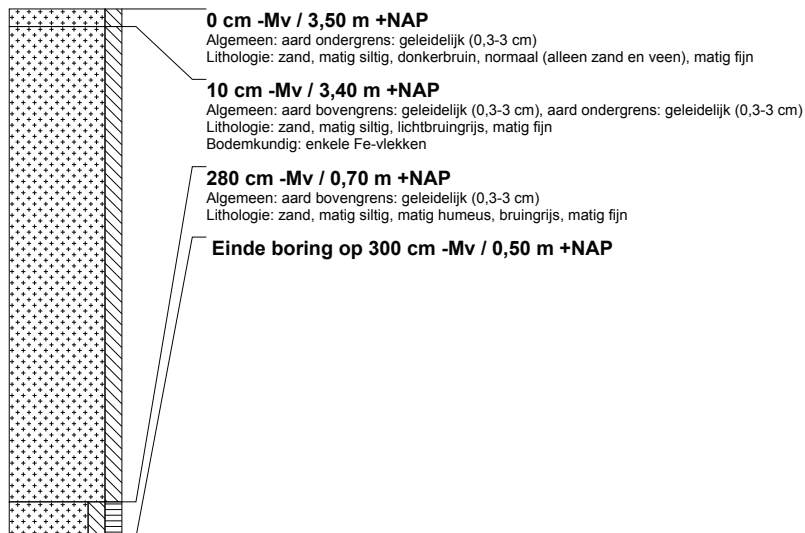 0 cm -Mv / 3,50 m +NAP
Algemeen: aard ondergrens: geleidelijk (0,3-3 cm)
Lithologie: zand, matig siltig, donkerbruin, normaal (alleen zand en veen), matig fijn
10 cm -Mv / 3,40 m +NAP
Algemeen: aard bovengrens: geleidelijk (0,3-3 cm), aard ondergrens: geleidelijk (0,3-3 cm)
Lithologie: zand, matig siltig, lichtbruingrijs, matig fijn
Bodemkundig: enkele Fe-vlekken
280 cm -Mv / 0,70 m +NAP
Algemeen: aard bovengrens: geleidelijk (0,3-3 cm)
Lithologie: zand, matig siltig, matig humeus, bruingrijs, matig fijn
Einde boring op 300 cm -Mv / 0,50 m +NAP